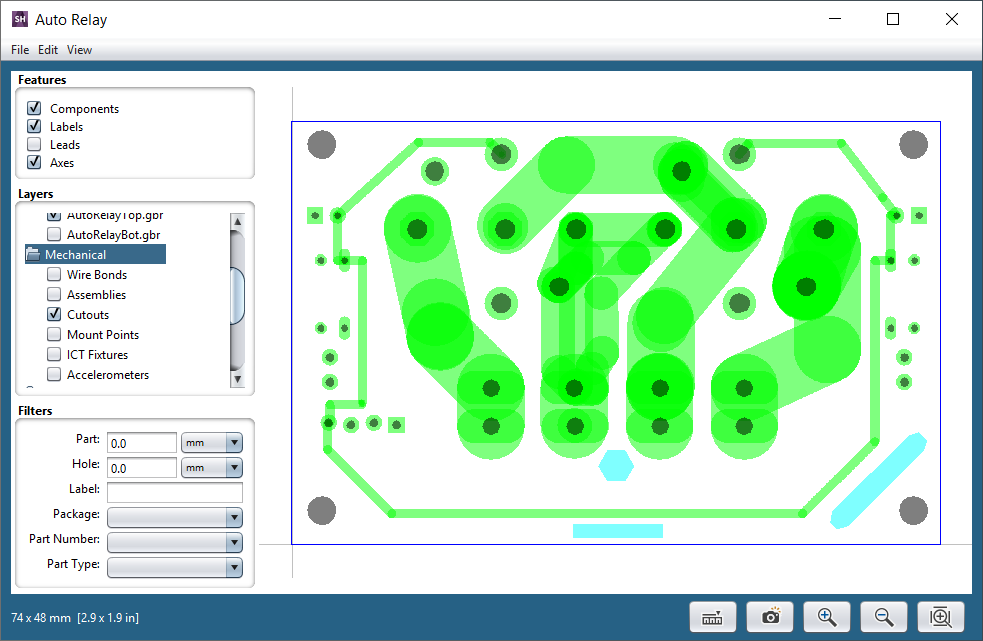 SH Auto Relay
File Edit View
Features
Components
Labels
Leads
Axes
Layers
AutoRelayTop.gbr
AutoRelayBot.gbr
Mechanical
Wire Bonds
Assemblies
Cutouts
Mount Points
ICT Fixtures
Accelerometers
Filters
Part: 0.0 mm
Hole: 0.0 mm
Label:
Package:
Part Number:
Part Type:
74 x 48 mm [2.9 x 1.9 in]